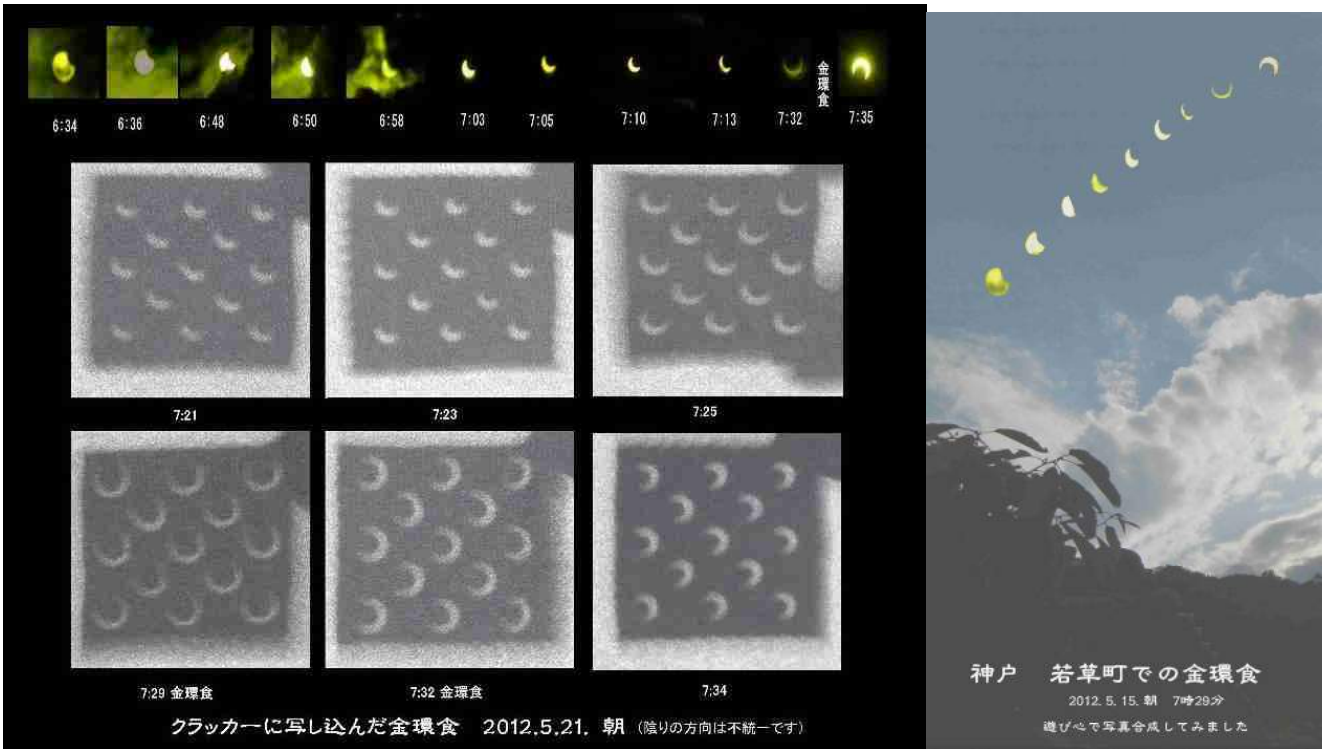 6:34 6:36 6:48 6:50 6:58 7:03 7:05 7:10 7:13 7:32 金環食 7:35
7:21 7:23 7:25
7:29 金環食 7:32 金環食 7:34
クラッカーに写し込んだ金環食 2012.5.21. 朝 (陰りの方向は不統一です)
神戸 若草町での金環食
2012.5.15.朝 7時29分
遊び心で写真合成してみました